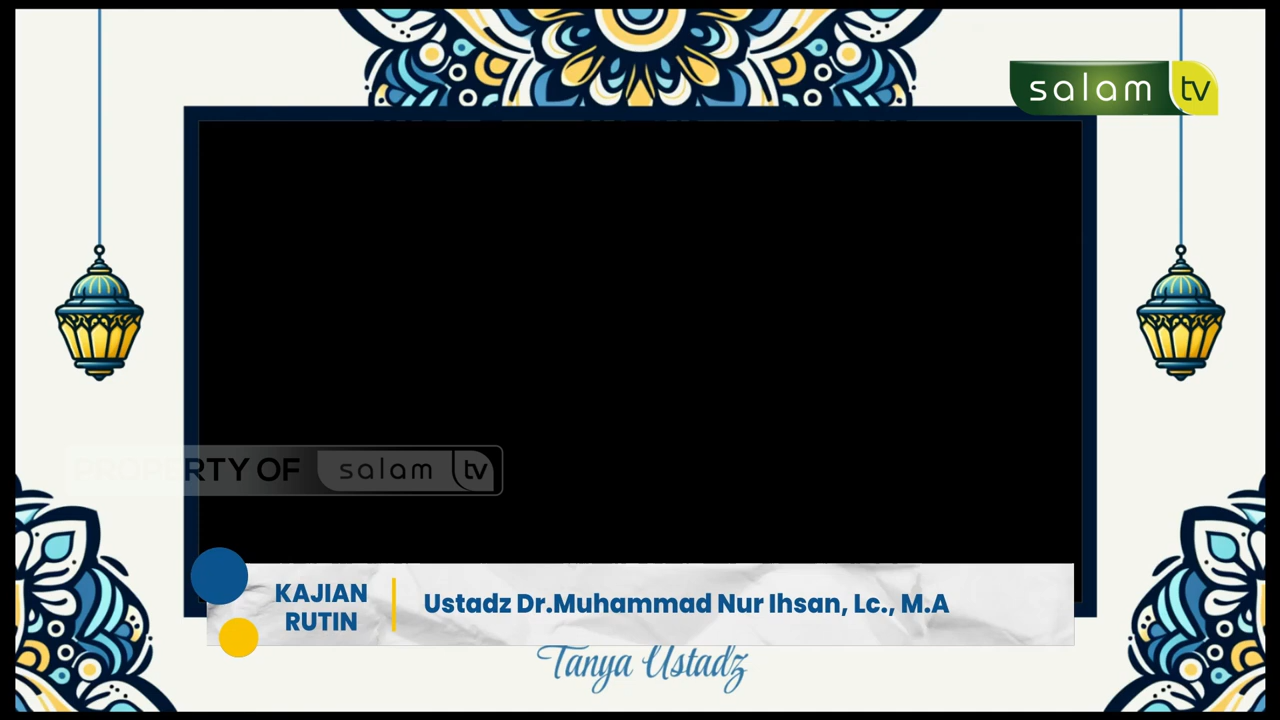 salam tv
PROPERTY OF salam tv
KAJIAN
RUTIN
Ustadz Dr.Muhammad Nur Ihsan, Lc., M.A
Tanya Ustadz